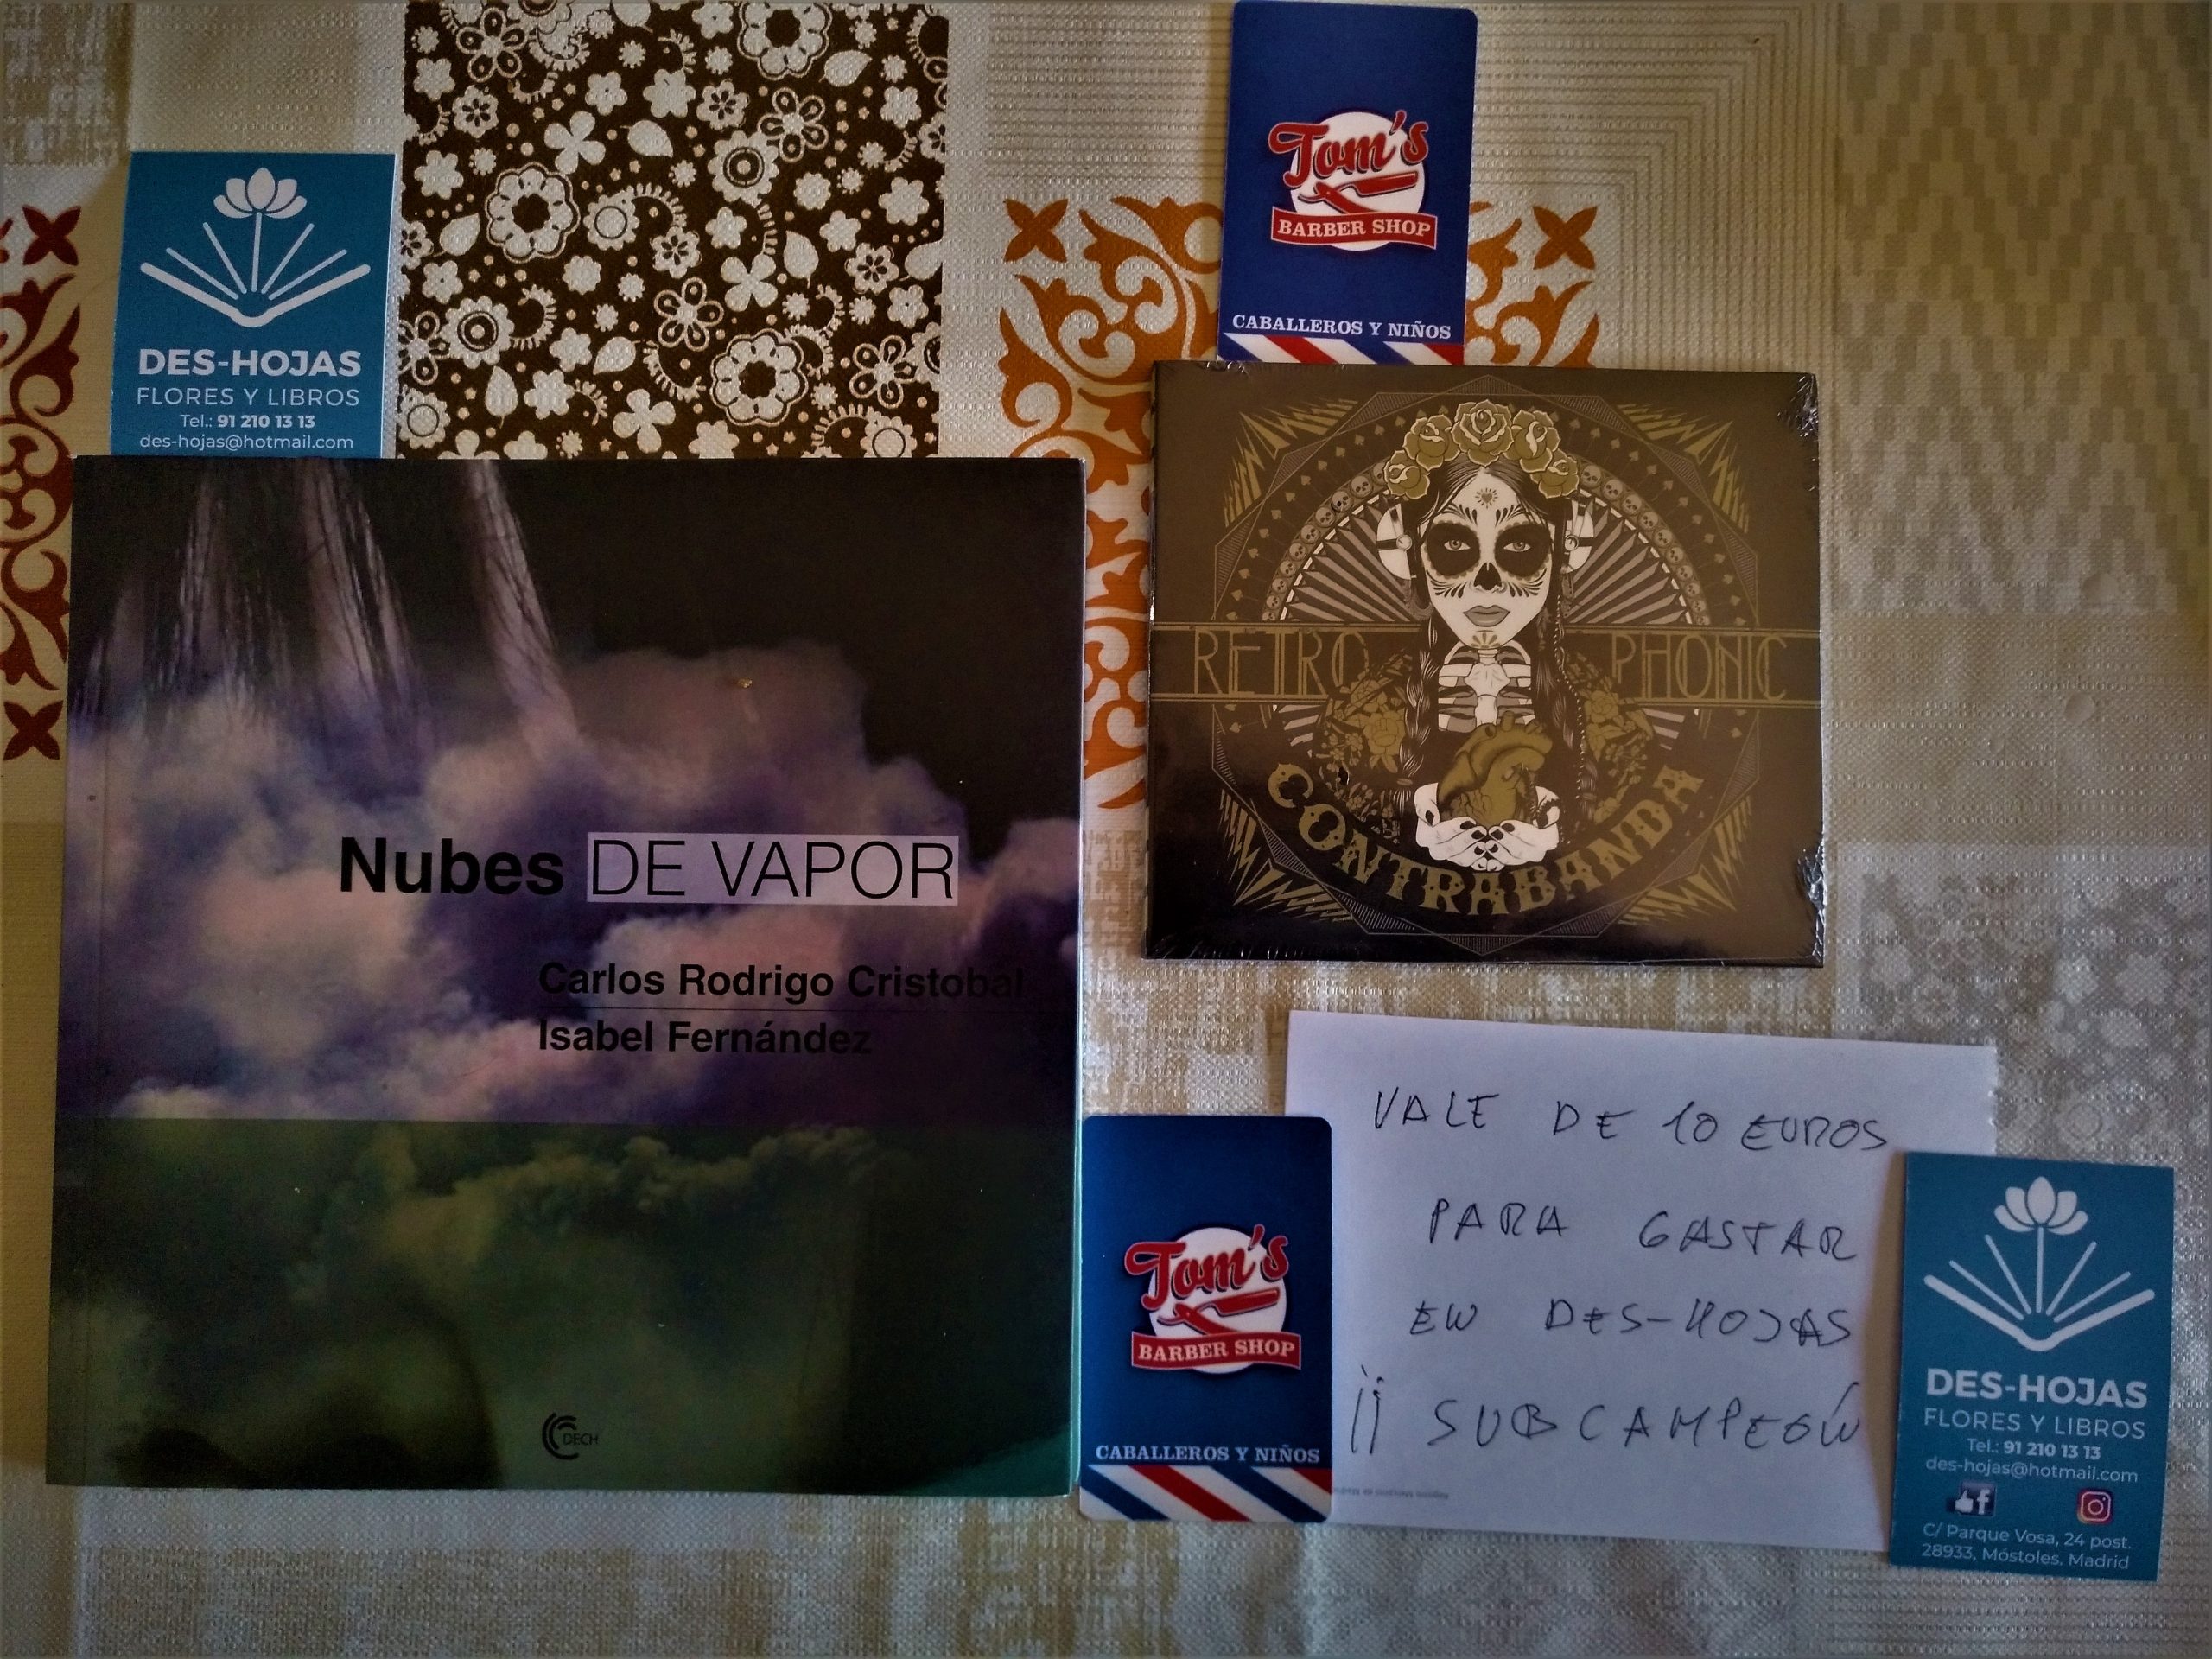 DES-HOJAS
FLORES Y LIBROS
Tel.: 91 210 13 13
des-hojas@hotmail.com
Tom's
BARBER SHOP
CABALLEROS Y NIÑOS
Nubes DE VAPOR
Carlos Rodrigo Cristobal
Isabel Fernández
DECH
RETRO PHONIC
CONTRABANDA
Tom's
BARBER SHOP
CABALLEROS Y NIÑOS
VALE DE 10 EUROS
PARA GASTAR
EN DES-HOJAS
¡¡ SUBCAMPEÓN
DES-HOJAS
FLORES Y LIBROS
Tel.: 91 210 13 13
des-hojas@hotmail.com
C/ Parque Vosa, 24 post.
28933, Móstoles. Madrid